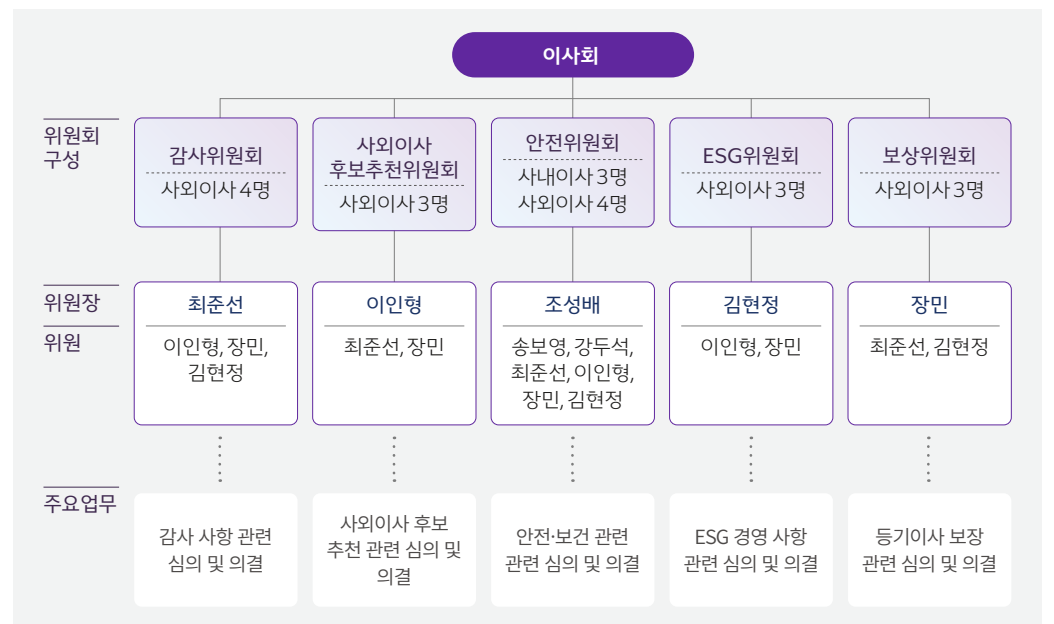 이사회
위원회
구성
감사위원회
사외이사 4명
사외이사
후보추천위원회
사외이사 3명
안전위원회
사내이사 3명
사외이사 4명
ESG위원회
사외이사 3명
보상위원회
사외이사 3명
위원장
최준선
이인형
조성배
김현정
장민
위원
이인형, 장민,
김현정
최준선, 장민
송보영, 강두석,
최준선, 이인형,
장민, 김현정
이인형, 장민
최준선, 김현정
주요업무
감사 사항 관련
심의 및 의결
사외이사 후보
추천 관련 심의 및
의결
안전·보건 관련
관련 심의 및 의결
ESG 경영 사항
관련 심의 및 의결
등기이사 보장
관련 심의 및 의결